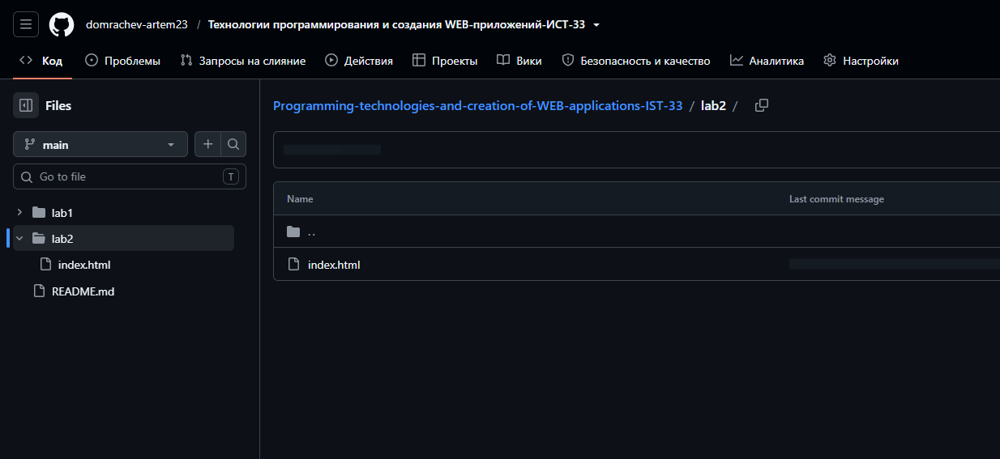 domrachev-artem23 / Технологии программирования и создания WEB-приложений-ИСТ-33
Код Проблемы Запросы на слияние Действия Проекты Вики Безопасность и качество Аналитика Настройки
Files
Programming-technologies-and-creation-of-WEB-applications-IST-33 / lab2 /
main
Go to file T
Name Last commit message
lab1
..
lab2
index.html
index.html
README.md